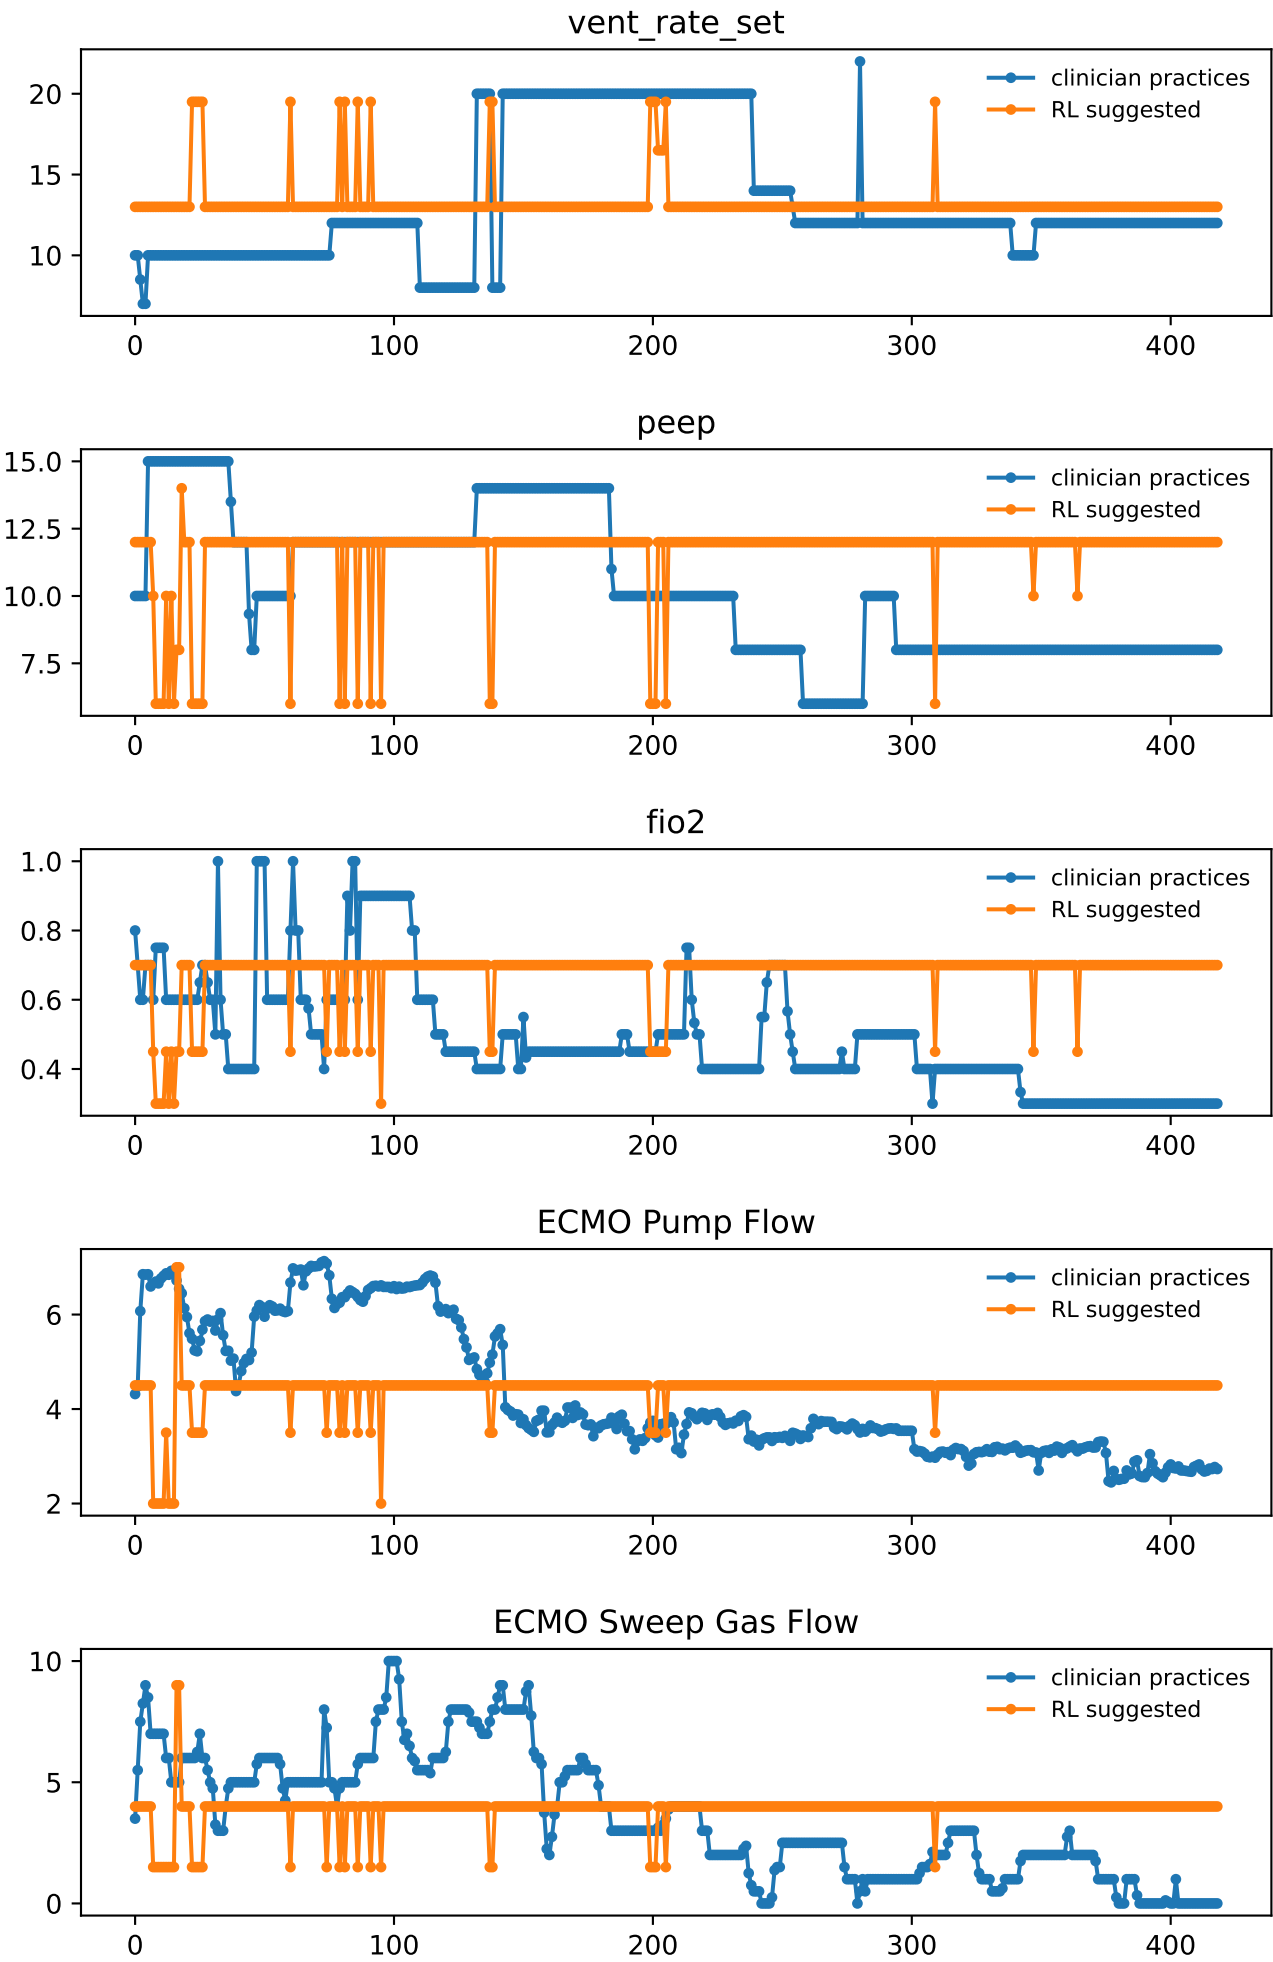 vent_rate_set
20
15
10
clinician practices
RL suggested
0 100 200 300 400
peep
15.0
12.5
10.0
7.5
clinician practices
RL suggested
0 100 200 300 400
fio2
1.0
0.8
0.6
0.4
clinician practices
RL suggested
0 100 200 300 400
ECMO Pump Flow
6
4
2
clinician practices
RL suggested
0 100 200 300 400
ECMO Sweep Gas Flow
10
5
0
clinician practices
RL suggested
0 100 200 300 400